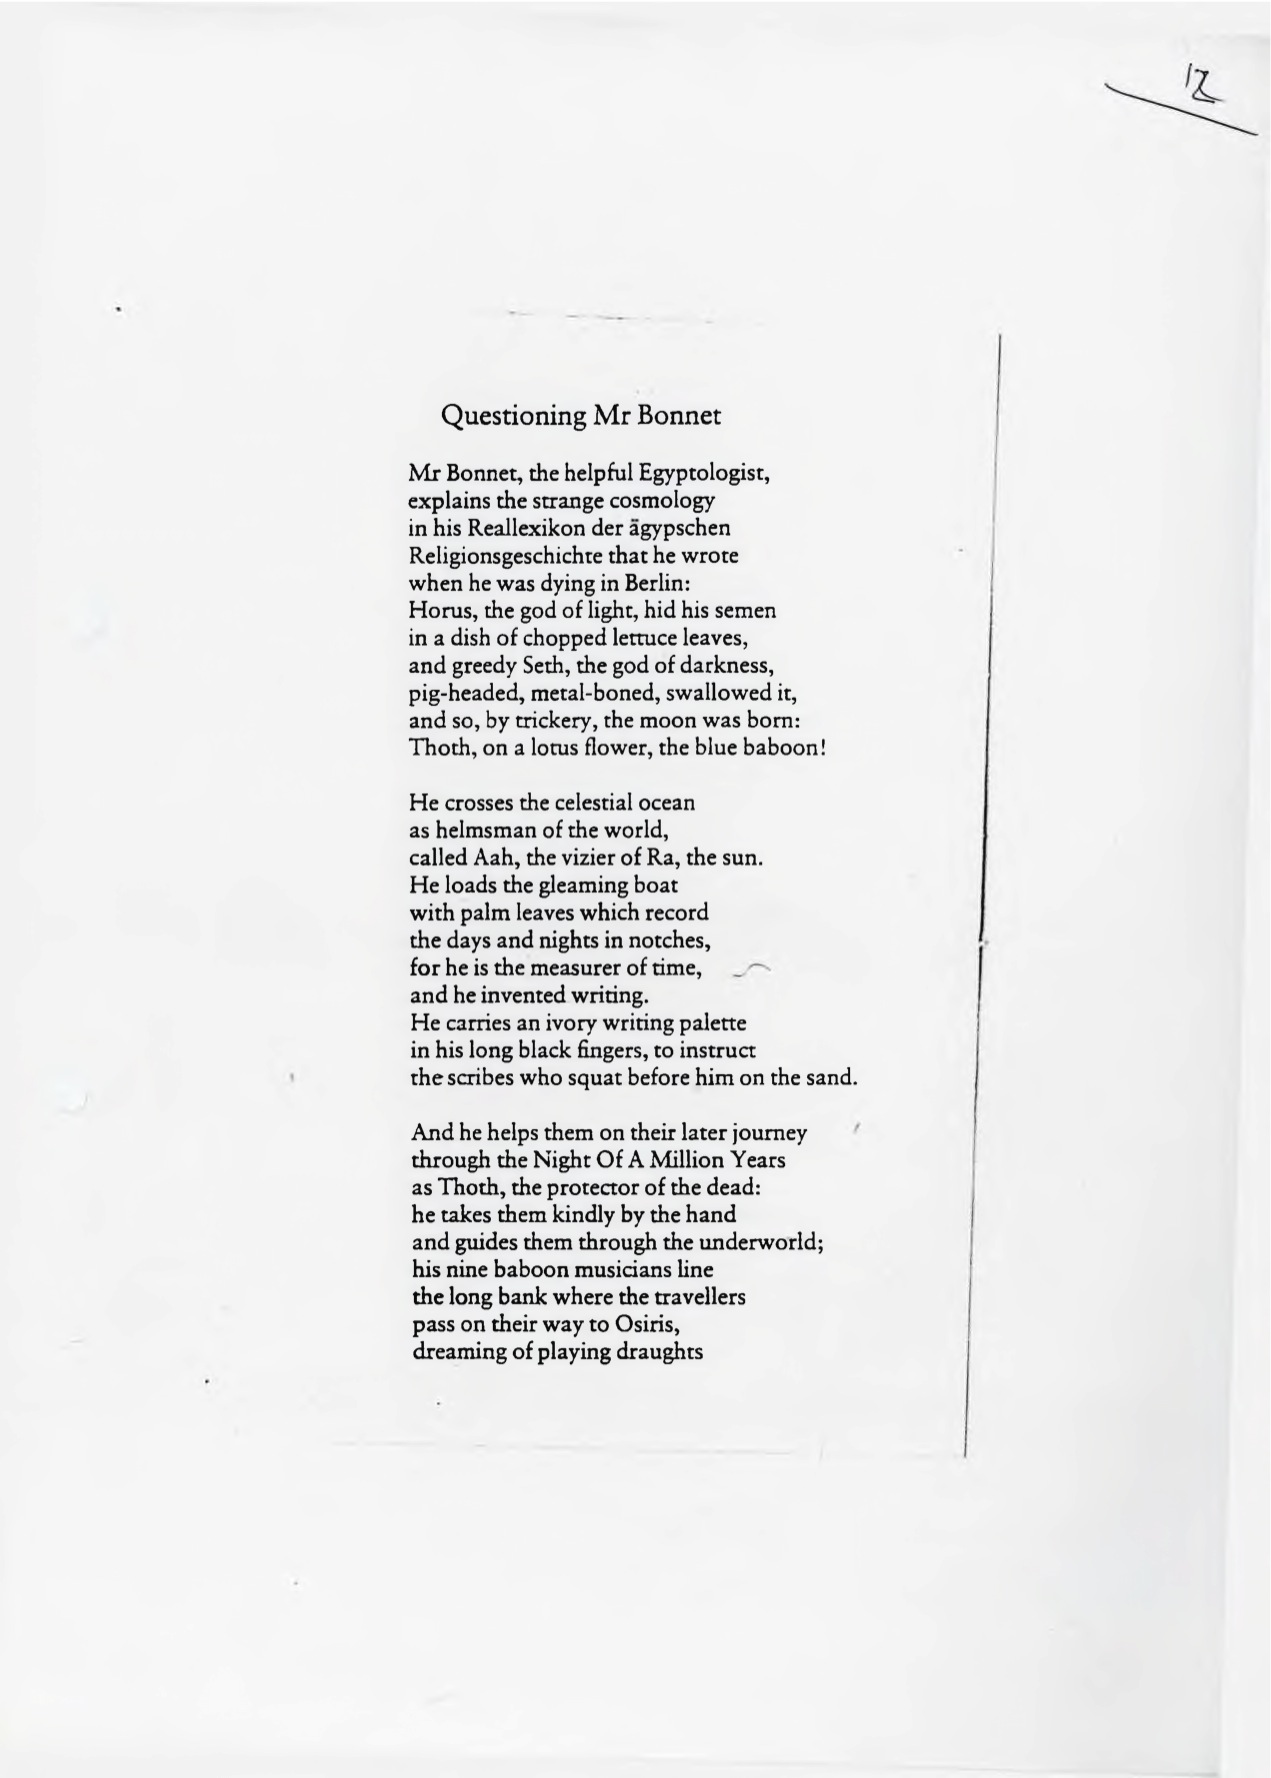 12
Questioning Mr Bonnet
Mr Bonnet, the helpful Egyptologist,
explains the strange cosmology
in his Reallexikon der ägypschen
Religionsgeschichte that he wrote
when he was dying in Berlin:
Horus, the god of light, hid his semen
in a dish of chopped lettuce leaves,
and greedy Seth, the god of darkness,
pig-headed, metal-boned, swallowed it,
and so, by trickery, the moon was born:
Thoth, on a lotus flower, the blue baboon!
He crosses the celestial ocean
as helmsman of the world,
called Aah, the vizier of Ra, the sun.
He loads the gleaming boat
with palm leaves which record
the days and nights in notches,
for he is the measurer of time,
and he invented writing.
He carries an ivory writing palette
in his long black fingers, to instruct
the scribes who squat before him on the sand.
And he helps them on their later journey
through the Night Of A Million Years
as Thoth, the protector of the dead:
he takes them kindly by the hand
and guides them through the underworld;
his nine baboon musicians line
the long bank where the travellers
pass on their way to Osiris,
dreaming of playing draughts